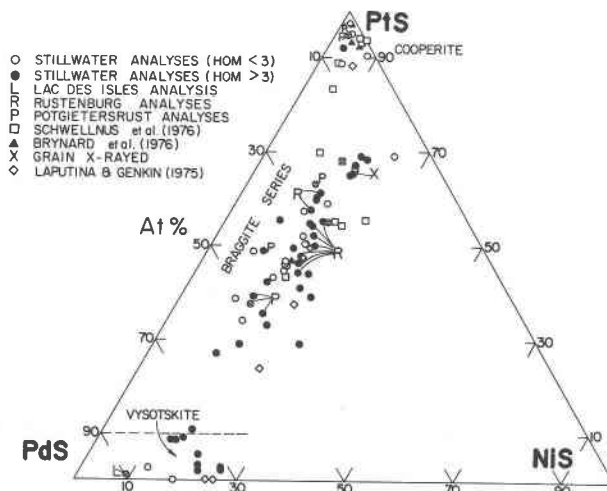 PtS
10
90
COOPERITE
○ STILLWATER ANALYSES (HOM <3)
● STILLWATER ANALYSES (HOM >3)
L LAC DES ISLES ANALYSIS
R RUSTENBURG ANALYSES
P POTGIETERSRUST ANALYSES
□ SCHWELLNUS et al. (1976)
▲ BRYNARD et al. (1976)
X GRAIN X-RAYED
◇ LAPUTINA & GENKIN (1975)
30
70
X
R
BRAGGITE SERIES
At %
50
50
R
P
70
30
VYSOTSKITE
90
10
PdS
NiS
L
10
30
50
70
90